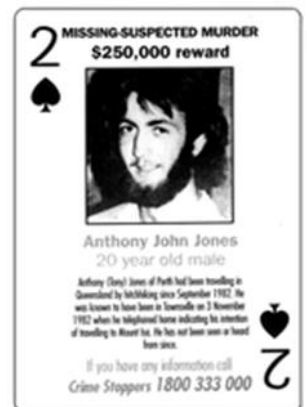 2
MISSING-SUSPECTED MURDER
$250,000 reward
Anthony John Jones
20 year old male
Anthony (Tony) Jones of Perth had been travelling in
Queensland by hitchhiking since September 1982. He
was known to have been in Townsville on 3 November
1982 when he telephoned home indicating his intention
of travelling to Mount Isa. He has not been seen or heard
from since.
If you have any information call
Crime Stoppers 1800 333 000
2